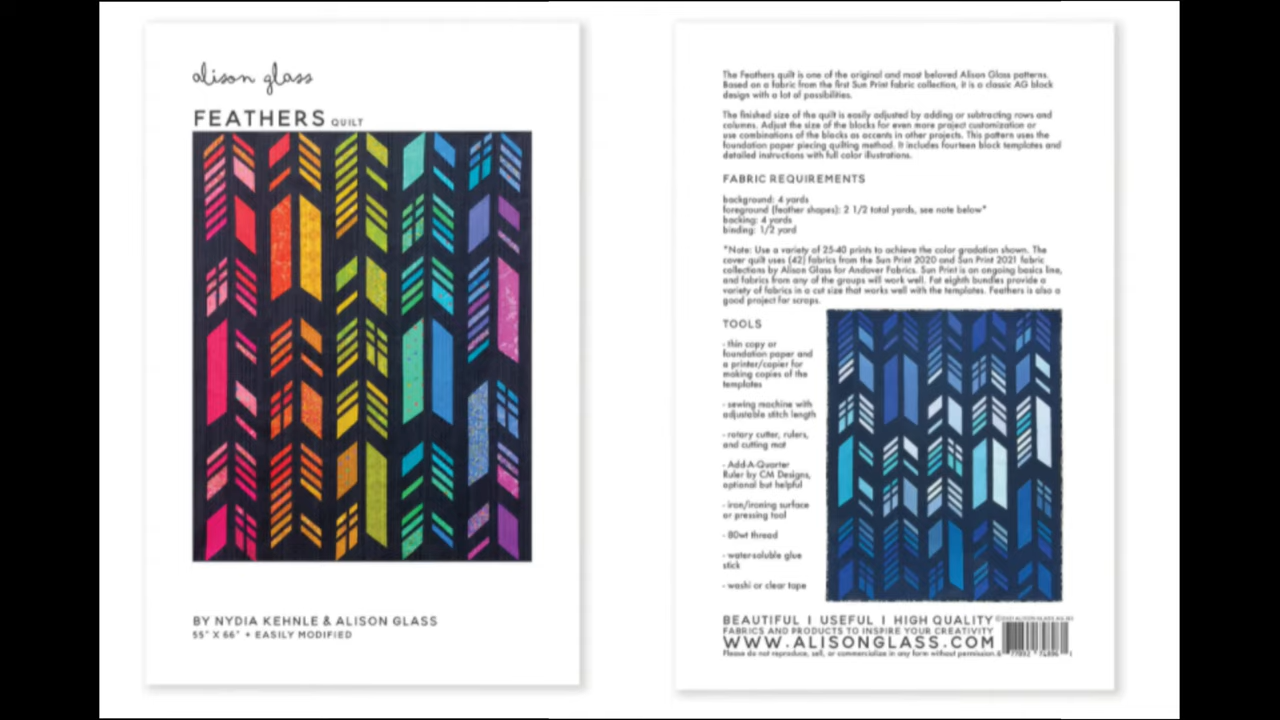 alison glass
FEATHERS QUILT
BY NYDIA KEHNLE & ALISON GLASS
55" X 66" + EASILY MODIFIED
The Feathers quilt is one of the original and most beloved Alison Glass patterns.
Based on a fabric from the first Sun Print fabric collection, it is a classic AG block
design with a lot of possibilities.
The finished size of the quilt is easily adjusted by adding or subtracting rows and
columns. Adjust the size of the blocks for even more project customization or
use combinations of the blocks as accents in other projects. This pattern uses the
foundation paper piecing quilting method. It includes fourteen block templates and
detailed instructions with full color illustrations.
FABRIC REQUIREMENTS
background: 4 yards
foreground (feather shapes): 2 1/2 total yards, see note below*
backing: 4 yards
binding: 1/2 yard
*Note: Use a variety of 25-40 prints to achieve the color gradation shown. The
cover quilt uses (42) fabrics from the Sun Print 2020 and Sun Print 2021 fabric
collections by Alison Glass for Andover Fabrics. Sun Print is an ongoing basics line,
and fabrics from any of the groups will work well. Fat eighth bundles provide a
variety of fabrics in a cut size that works well with the templates. Feathers is also a
good project for scraps.
TOOLS
- thin copy or
foundation paper and
a printer/copier for
making copies of the
templates
- sewing machine with
adjustable stitch length
- rotary cutter, rulers,
and cutting mat
- Add-A-Quarter
Ruler by CM Designs,
optional but helpful
- iron/ironing surface
or pressing tool
- 80wt thread
- water-soluble glue
stick
- washi or clear tape
BEAUTIFUL | USEFUL | HIGH QUALITY
FABRICS AND PRODUCTS TO INSPIRE YOUR CREATIVITY
WWW.ALISONGLASS.COM
Please do not reproduce, sell, or commercialize in any form without permission.